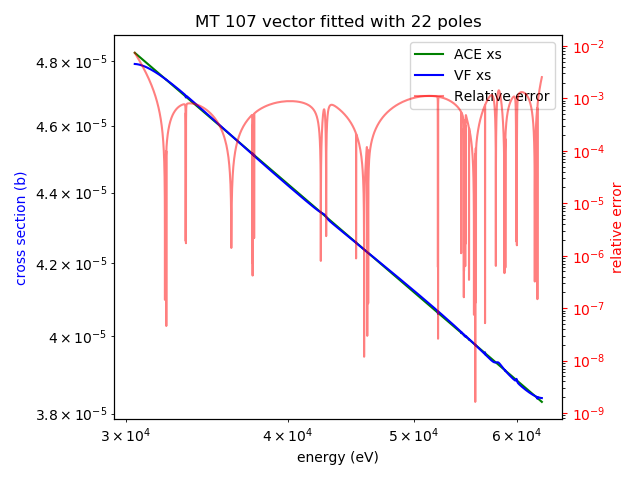 MT 107 vector fitted with 22 poles
ACE xs
VF xs
Relative error
cross section (b)
4.8 × 10⁻⁵
4.6 × 10⁻⁵
4.4 × 10⁻⁵
4.2 × 10⁻⁵
4 × 10⁻⁵
3.8 × 10⁻⁵
10⁻²
10⁻³
10⁻⁴
10⁻⁵
10⁻⁶
10⁻⁷
10⁻⁸
10⁻⁹
relative error
3 × 10⁴
4 × 10⁴
5 × 10⁴
6 × 10⁴
energy (eV)